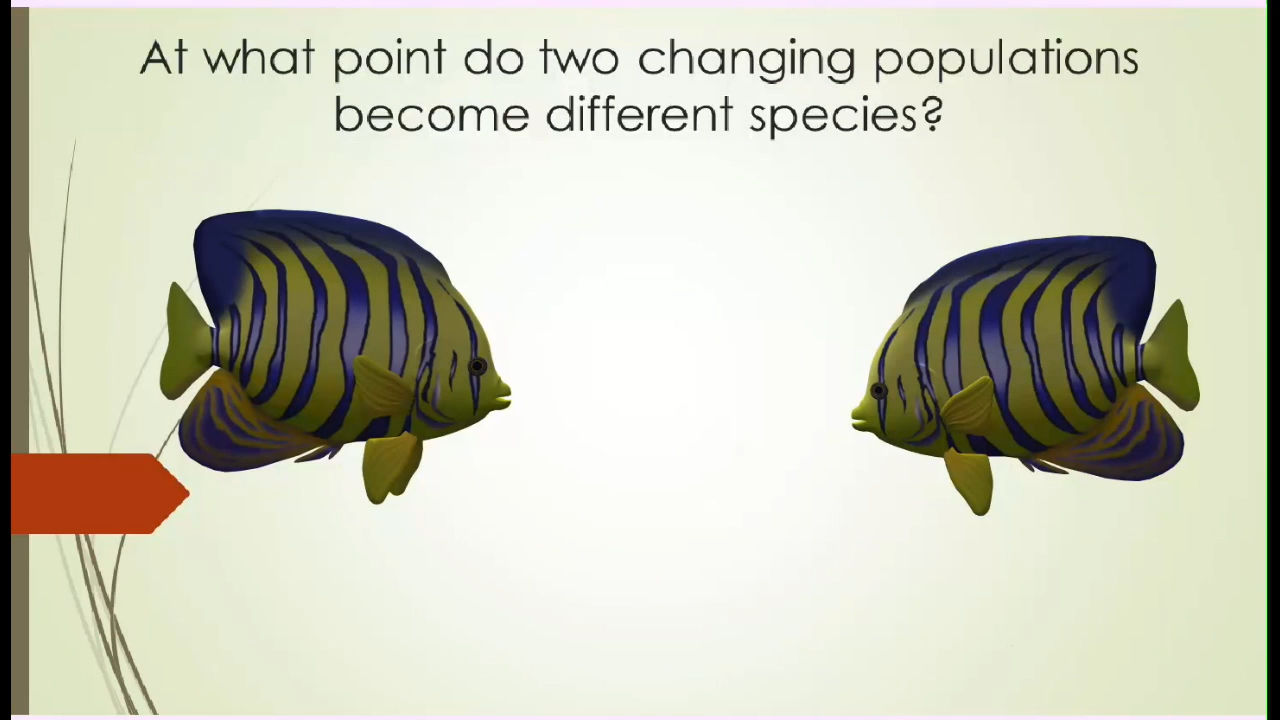 At what point do two changing populations
become different species?